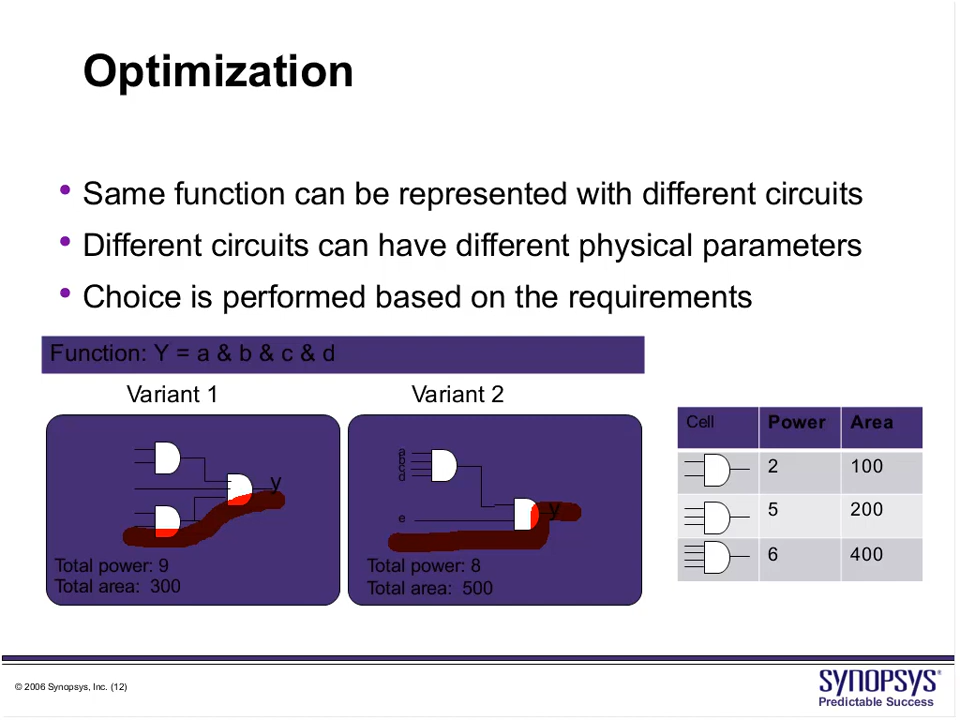 Optimization
• Same function can be represented with different circuits
• Different circuits can have different physical parameters
• Choice is performed based on the requirements
Function: Y = a & b & c & d
Variant 1
Variant 2
y
Total power: 9
Total area: 300
a
b
c
d
e
y
Total power: 8
Total area: 500
Cell Power Area
2 100
5 200
6 400
© 2006 Synopsys, Inc. (12)
SYNOPSYS®
Predictable Success